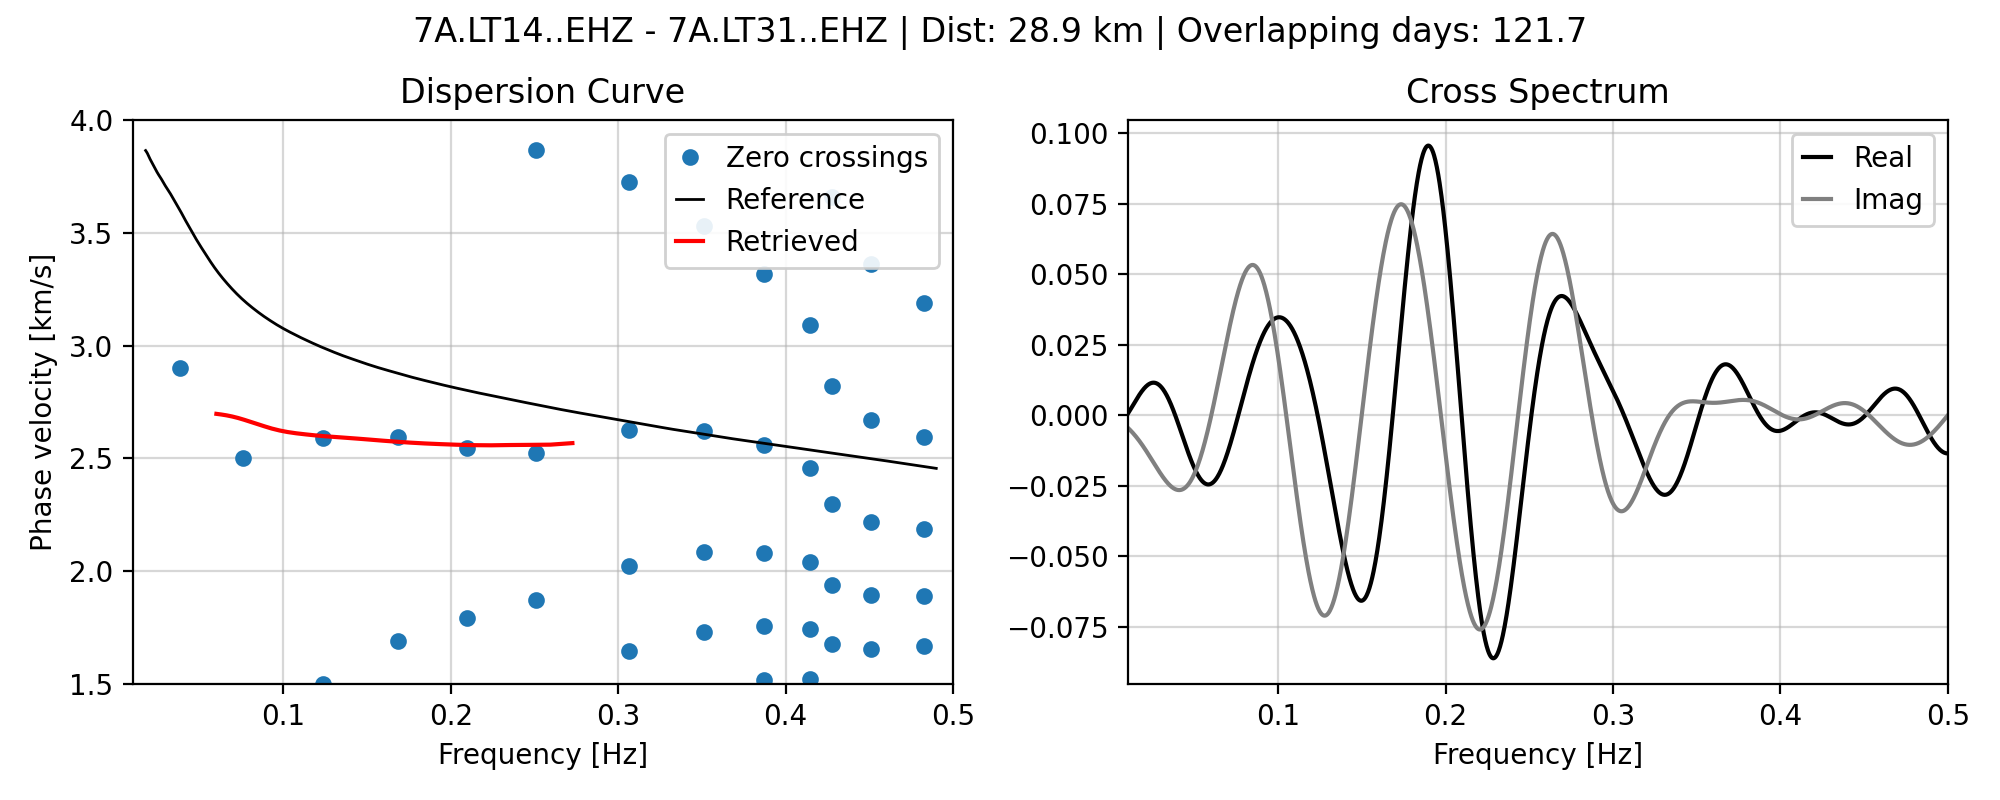 7A.LT14..EHZ - 7A.LT31..EHZ | Dist: 28.9 km | Overlapping days: 121.7
Dispersion Curve
4.0
3.5
3.0
2.5
2.0
1.5
Phase velocity [km/s]
Zero crossings
Reference
Retrieved
0.1
0.2
0.3
0.4
0.5
Frequency [Hz]
Cross Spectrum
0.100
0.075
0.050
0.025
0.000
−0.025
−0.050
−0.075
Real
Imag
0.1
0.2
0.3
0.4
0.5
Frequency [Hz]